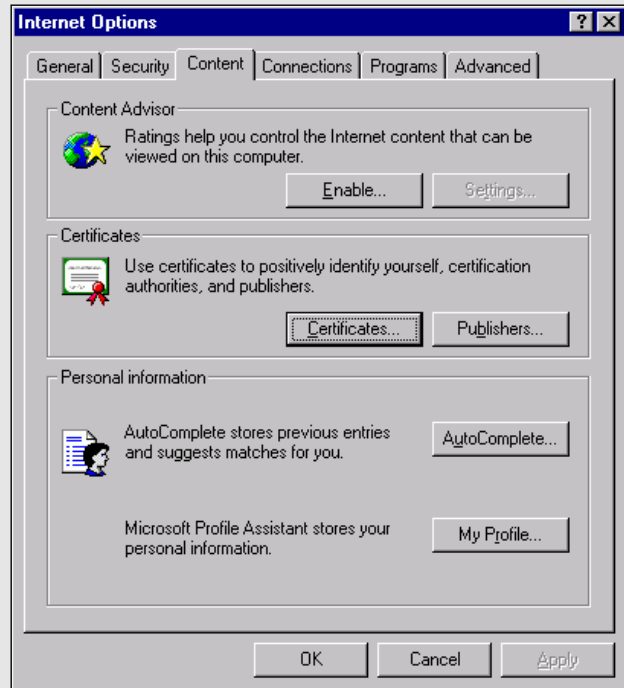 Internet Options
General Security Content Connections Programs Advanced
Content Advisor
Ratings help you control the Internet content that can be
viewed on this computer.
Enable... Settings...
Certificates
Use certificates to positively identify yourself, certification
authorities, and publishers.
Certificates... Publishers...
Personal information
AutoComplete stores previous entries
and suggests matches for you.
AutoComplete...
Microsoft Profile Assistant stores your
personal information.
My Profile...
OK Cancel Apply